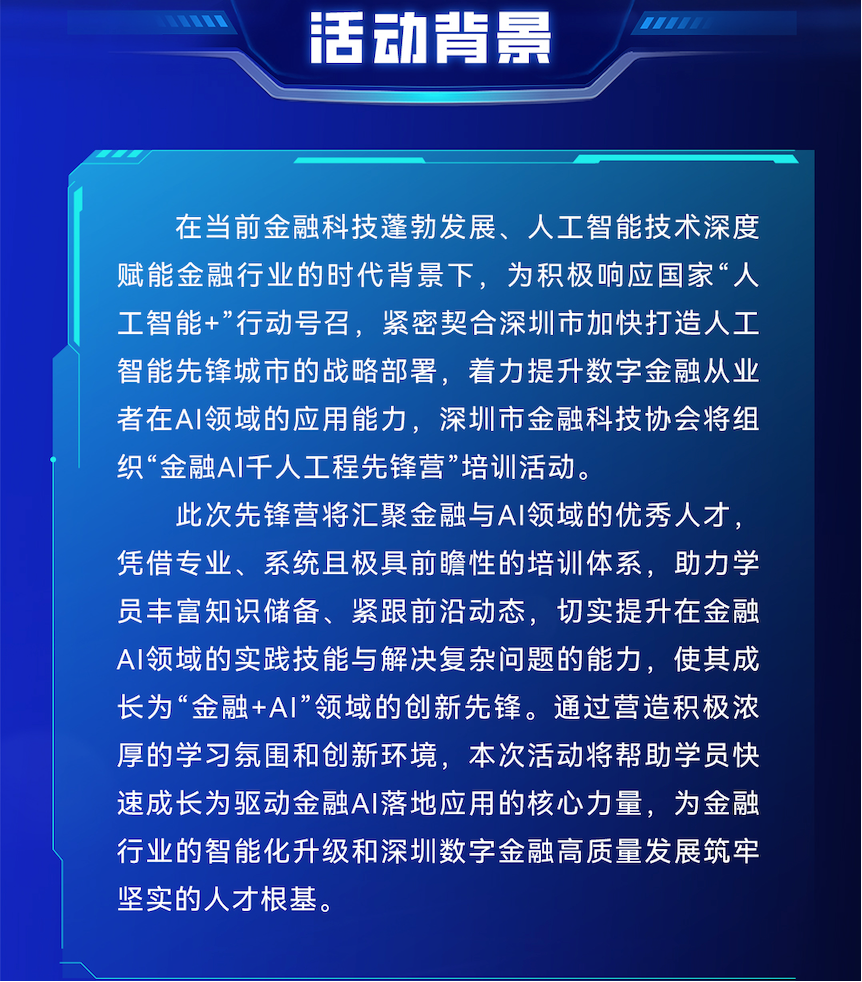 活动背景
在当前金融科技蓬勃发展、人工智能技术深度
赋能金融行业的时代背景下，为积极响应国家“人
工智能+”行动号召，紧密契合深圳市加快打造人工
智能先锋城市的战略部署，着力提升数字金融从业
者在AI领域的应用能力，深圳市金融科技协会将组
织“金融AI千人工程先锋营”培训活动。
此次先锋营将汇聚金融与AI领域的优秀人才，
凭借专业、系统且极具前瞻性的培训体系，助力学
员丰富知识储备、紧跟前沿动态，切实提升在金融
AI领域的实践技能与解决复杂问题的能力，使其成
长为“金融+AI”领域的创新先锋。通过营造积极浓
厚的学习氛围和创新环境，本次活动将帮助学员快
速成长为驱动金融AI落地应用的核心力量，为金融
行业的智能化升级和深圳数字金融高质量发展筑牢
坚实的人才根基。